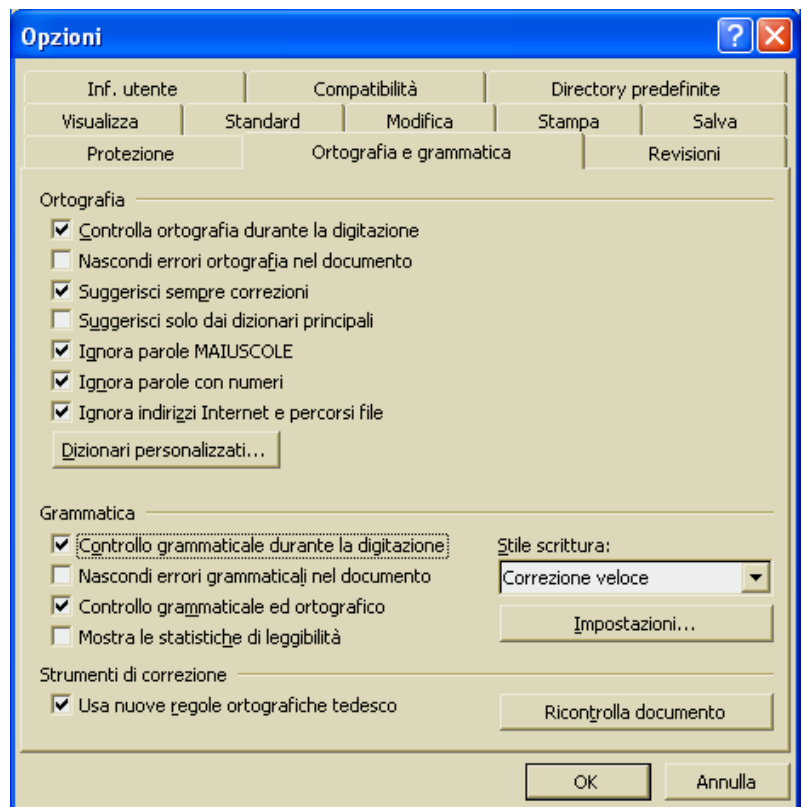 Opzioni
Inf. utente Compatibilità Directory predefinite
Visualizza Standard Modifica Stampa Salva
Protezione Ortografia e grammatica Revisioni
Ortografia
Controlla ortografia durante la digitazione
Nascondi errori ortografia nel documento
Suggerisci sempre correzioni
Suggerisci solo dai dizionari principali
Ignora parole MAIUSCOLE
Ignora parole con numeri
Ignora indirizzi Internet e percorsi file
Dizionari personalizzati...
Grammatica
Controllo grammaticale durante la digitazione Stile scrittura:
Nascondi errori grammaticali nel documento Correzione veloce
Controllo grammaticale ed ortografico Impostazioni...
Mostra le statistiche di leggibilità
Strumenti di correzione
Usa nuove regole ortografiche tedesco Ricontrolla documento
OK Annulla